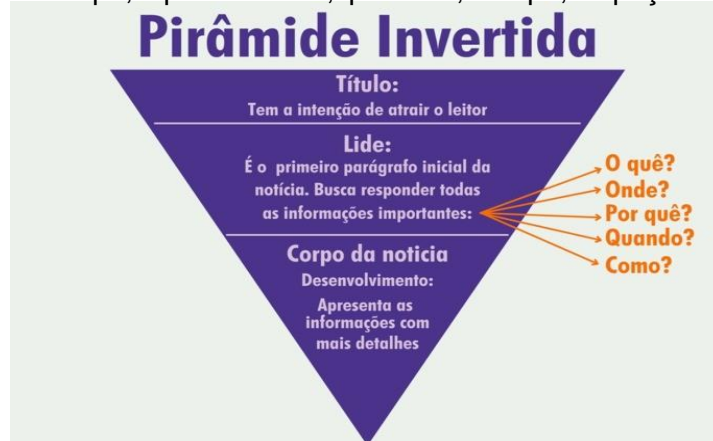 Pirâmide Invertida
Título:
Tem a intenção de atrair o leitor
Lide:
É o primeiro parágrafo inicial da
notícia. Busca responder todas
as informações importantes:
O quê?
Onde?
Por quê?
Quando?
Como?
Corpo da noticia
Desenvolvimento:
Apresenta as
informações com
mais detalhes